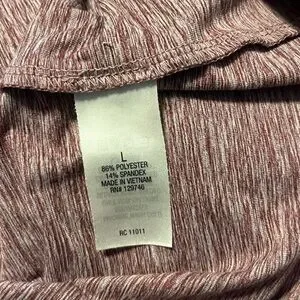 L
86% POLYESTER
14% SPANDEX
MADE IN VIETNAM
RN# 129746
RC 11011